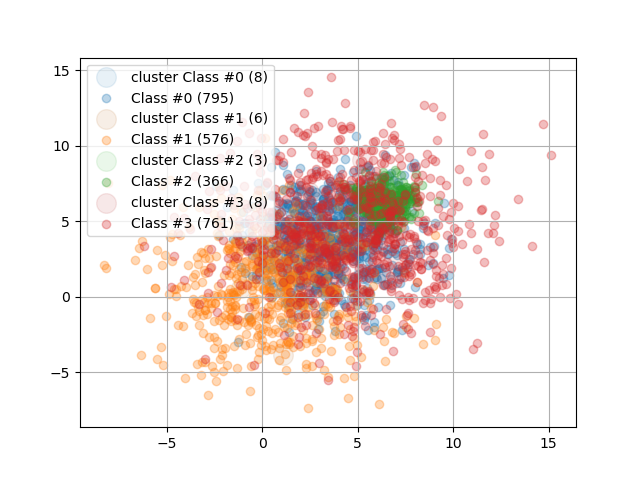 15
10
5
0
−5
cluster Class #0 (8)
Class #0 (795)
cluster Class #1 (6)
Class #1 (576)
cluster Class #2 (3)
Class #2 (366)
cluster Class #3 (8)
Class #3 (761)
−5 0 5 10 15